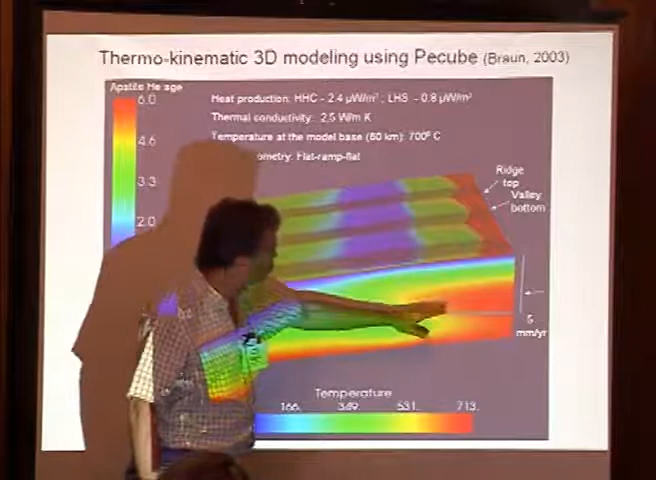 Thermo-kinematic 3D modeling using Pecube (Braun, 2003)
Apatite He age
6.0
4.6
3.3
2.0
Heat production: HHC - 2.4 μW/m³ ; LHS - 0.8 μW/m³
Thermal conductivity: 2.5 W/m K
Temperature at the model base (60 km): 700⁰ C
ometry: Flat-ramp-flat
Ridge
top
Valley
bottom
5
mm/yr
Temperature
166. 349. 531. 713.